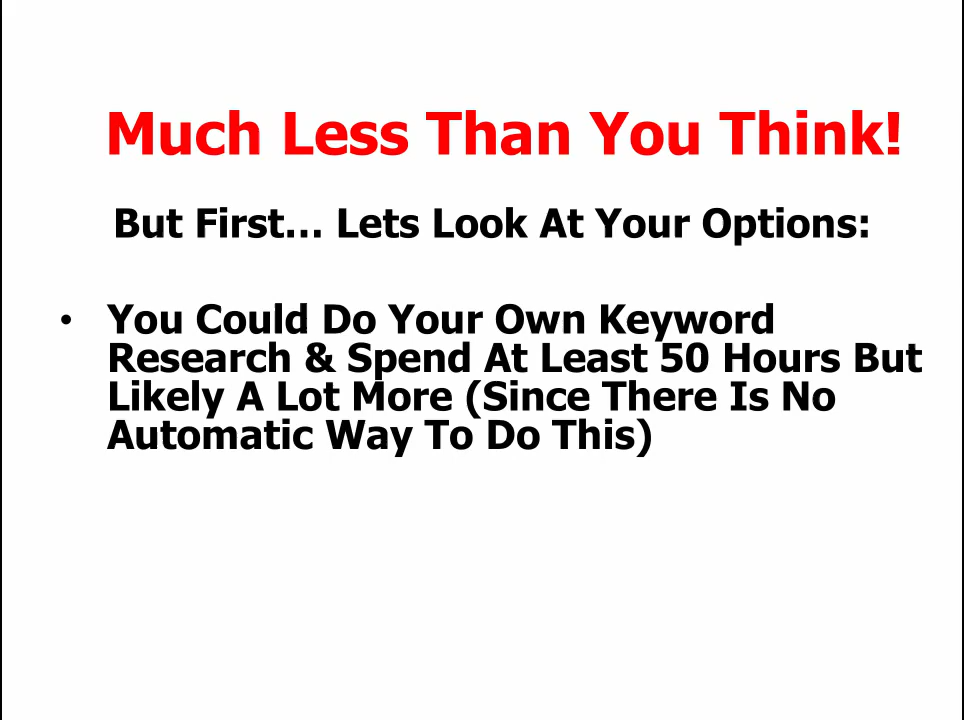 Much Less Than You Think!
But First… Lets Look At Your Options:
• You Could Do Your Own Keyword
Research & Spend At Least 50 Hours But
Likely A Lot More (Since There Is No
Automatic Way To Do This)